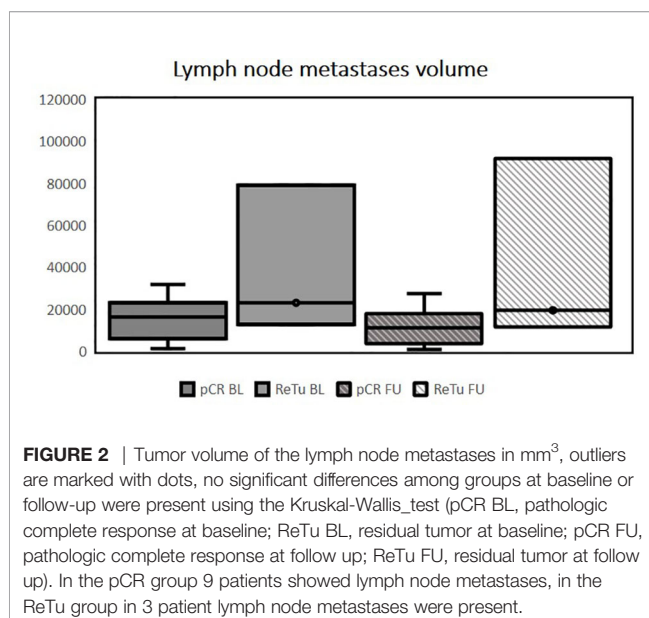 Lymph node metastases volume
120000
100000
80000
60000
40000
20000
0
pCR BL ReTu BL pCR FU ReTu FU
FIGURE 2 | Tumor volume of the lymph node metastases in mm³, outliers
are marked with dots, no significant differences among groups at baseline or
follow-up were present using the Kruskal-Wallis_test (pCR BL, pathologic
complete response at baseline; ReTu BL, residual tumor at baseline; pCR FU,
pathologic complete response at follow up; ReTu FU, residual tumor at follow
up). In the pCR group 9 patients showed lymph node metastases, in the
ReTu group in 3 patient lymph node metastases were present.